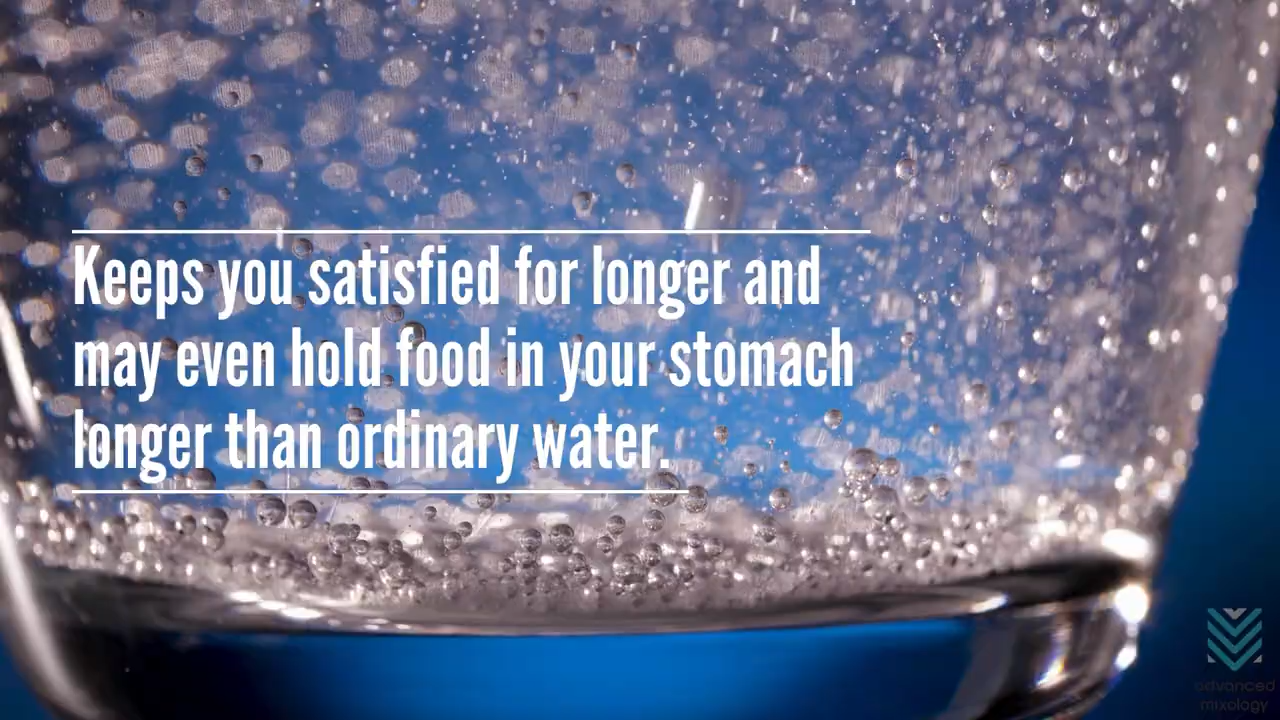 Keeps you satisfied for longer and
may even hold food in your stomach
longer than ordinary water.
advanced
mixology